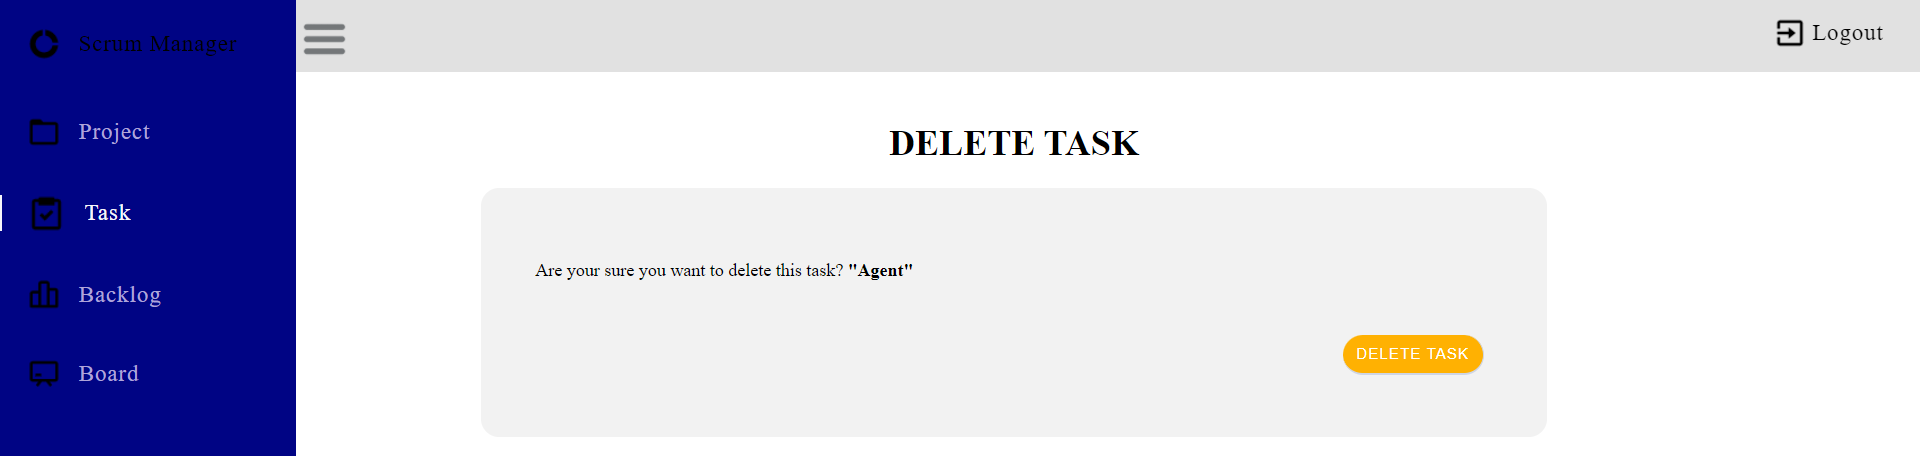 Scrum Manager
Logout
Project
Task
Backlog
Board
DELETE TASK
Are your sure you want to delete this task? "Agent"
DELETE TASK